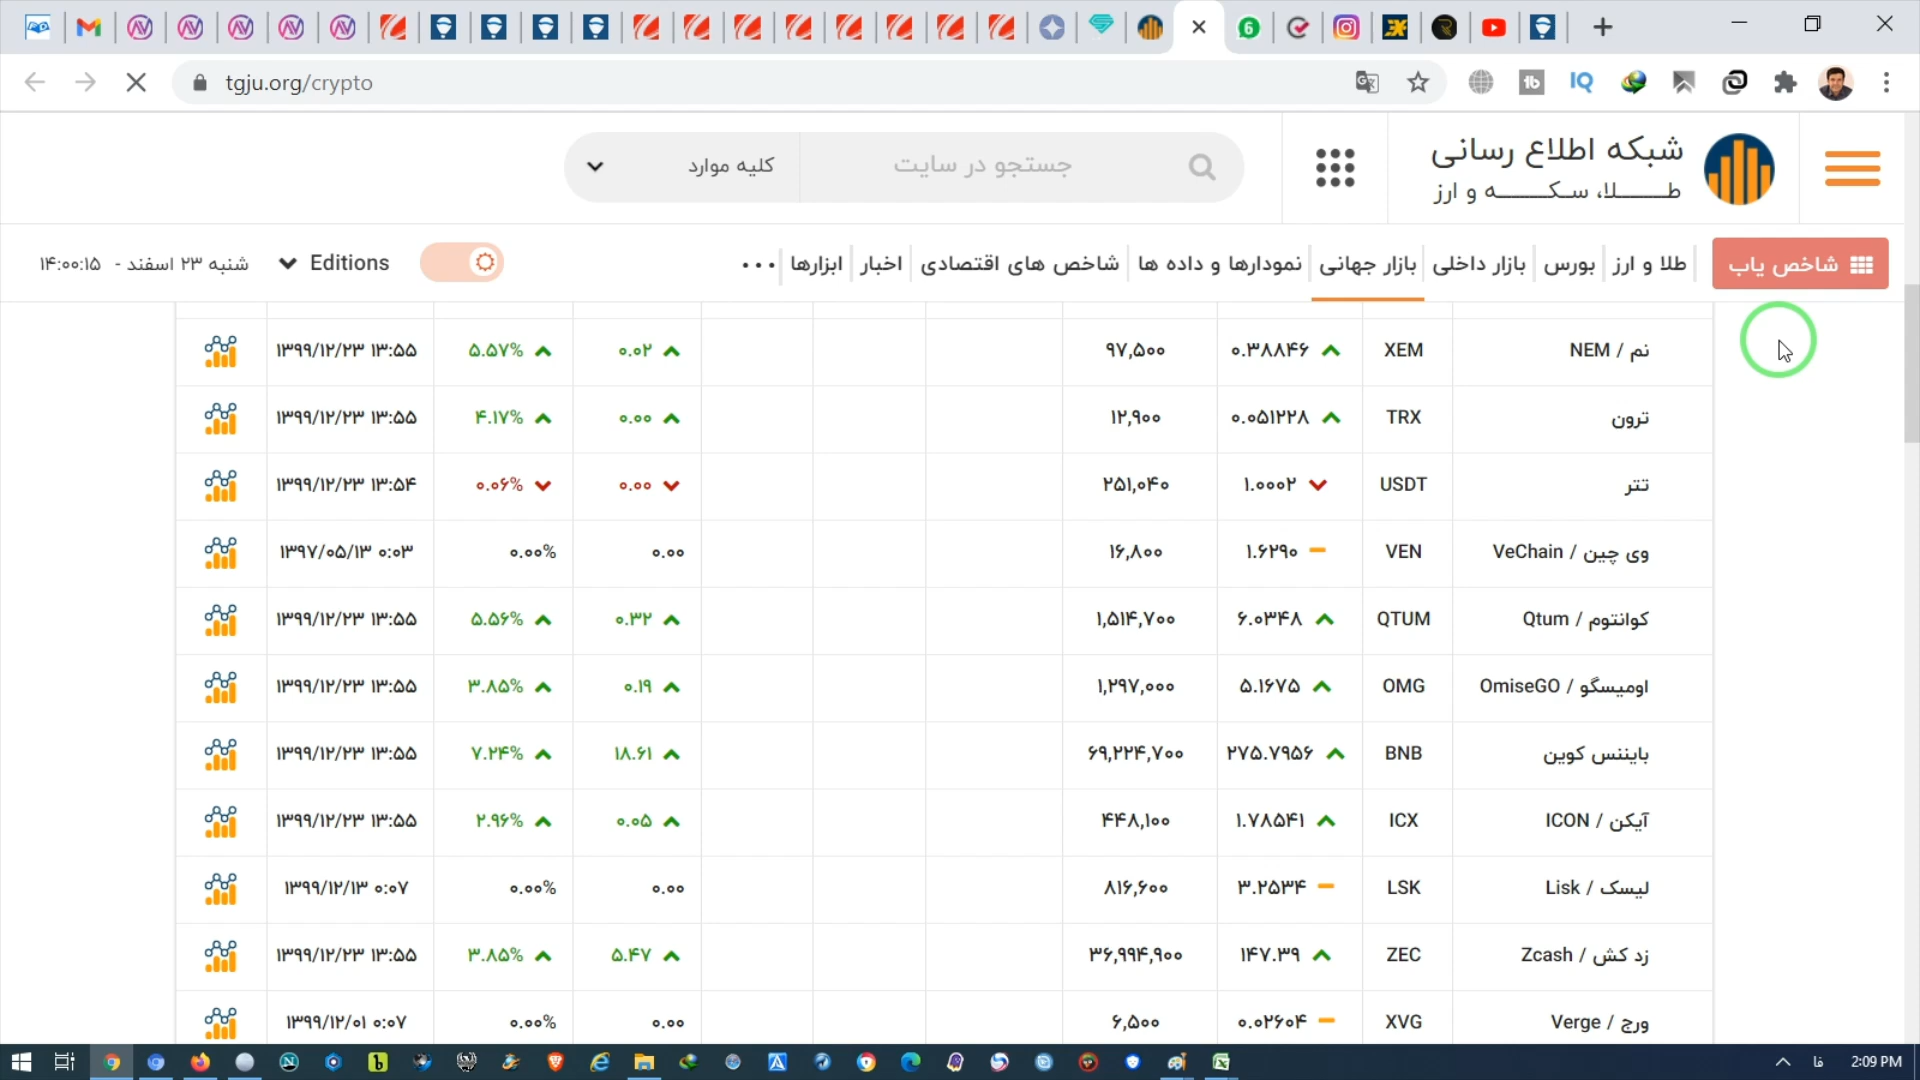 tgju.org/crypto
شبکه اطلاع رسانی
طلا، سکه و ارز
جستجو در سایت
کلیه موارد
شاخص یاب
طلا و ارز | بورس | بازار داخلی | بازار جهانی | نمودارها و داده ها | شاخص های اقتصادی | اخبار | ابزارها
Editions
شنبه ۲۳ اسفند - ۱۴:۰۰:۱۵
نم / NEM XEM ۰.۳۸۸۴۶ ۹۷,۵۰۰ ۰.۰۲ ۵.۵۷% ۱۳۹۹/۱۲/۲۳ ۱۳:۵۵
ترون TRX ۰.۰۵۱۲۲۸ ۱۲,۹۰۰ ۰.۰۰ ۴.۱۷% ۱۳۹۹/۱۲/۲۳ ۱۳:۵۵
تتر USDT ۱.۰۰۰۲ ۲۵۱,۰۴۰ ۰.۰۰ ۰.۰۶% ۱۳۹۹/۱۲/۲۳ ۱۳:۵۴
وی چین / VeChain VEN ۱.۶۲۹۰ ۱۶,۸۰۰ ۰.۰۰ ۰.۰۰% ۱۳۹۷/۰۵/۱۳ ۰:۰۳
کوانتوم / Qtum QTUM ۶.۰۳۴۸ ۱,۵۱۴,۷۰۰ ۰.۳۲ ۵.۵۶% ۱۳۹۹/۱۲/۲۳ ۱۳:۵۵
اومیسگو / OmiseGO OMG ۵.۱۶۷۵ ۱,۲۹۷,۰۰۰ ۰.۱۹ ۳.۸۵% ۱۳۹۹/۱۲/۲۳ ۱۳:۵۵
بایننس کوین BNB ۲۷۵.۷۹۵۶ ۶۹,۲۲۴,۷۰۰ ۱۸.۶۱ ۷.۲۴% ۱۳۹۹/۱۲/۲۳ ۱۳:۵۵
آیکن / ICON ICX ۱.۷۸۵۴۱ ۴۴۸,۱۰۰ ۰.۰۵ ۲.۹۶% ۱۳۹۹/۱۲/۲۳ ۱۳:۵۵
لیسک / Lisk LSK ۳.۲۵۳۴ ۸۱۶,۶۰۰ ۰.۰۰ ۰.۰۰% ۱۳۹۹/۱۲/۱۳ ۰:۰۷
زد کش / Zcash ZEC ۱۴۷.۳۹ ۳۶,۹۹۴,۹۰۰ ۵.۴۷ ۳.۸۵% ۱۳۹۹/۱۲/۲۳ ۱۳:۵۵
ورج / Verge XVG ۰.۰۲۶۰۴ ۶,۵۰۰ ۰.۰۰ ۰.۰۰% ۱۳۹۹/۱۲/۰۱ ۰:۰۷
فا 2:09 PM